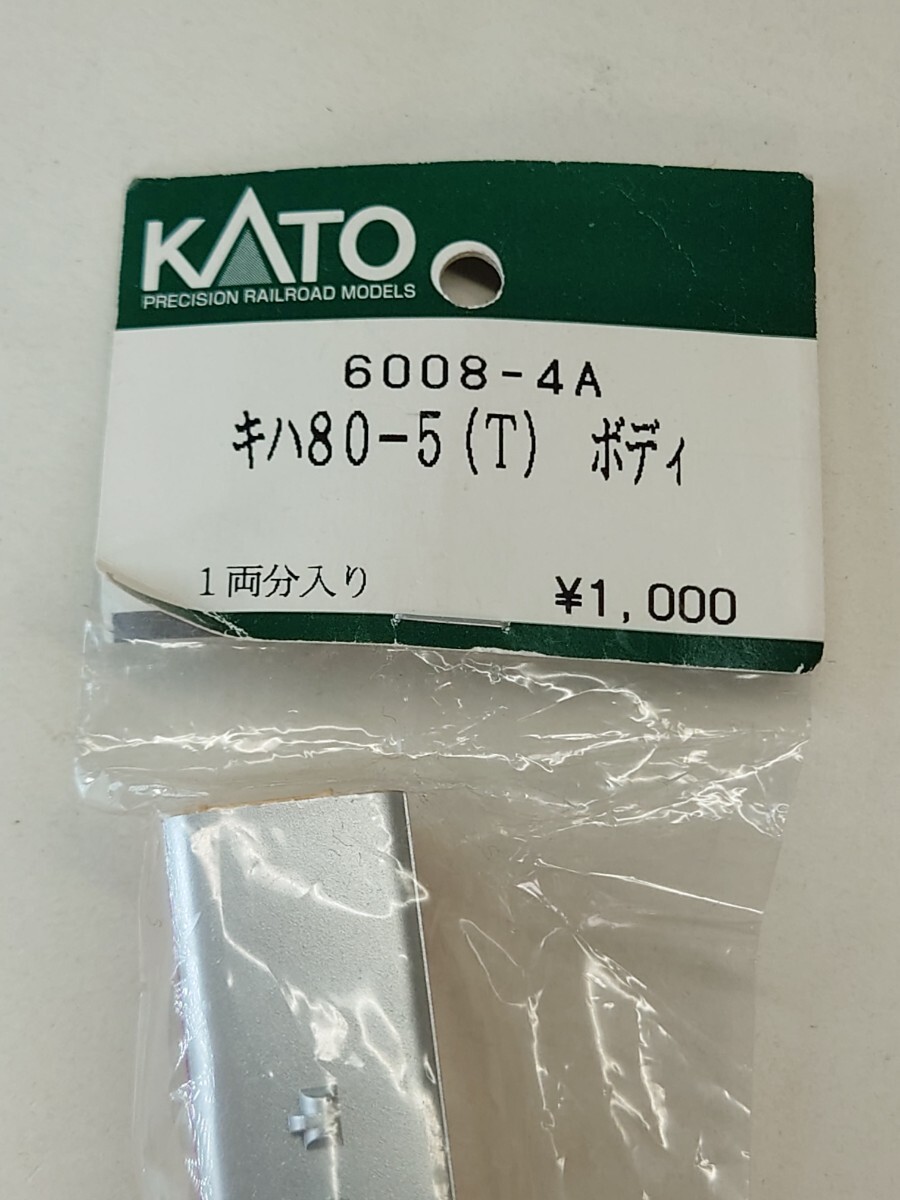 KATO
PRECISION RAILROAD MODELS
6008-4A
キハ80-5(T) ボディ
1両分入り
¥1,000